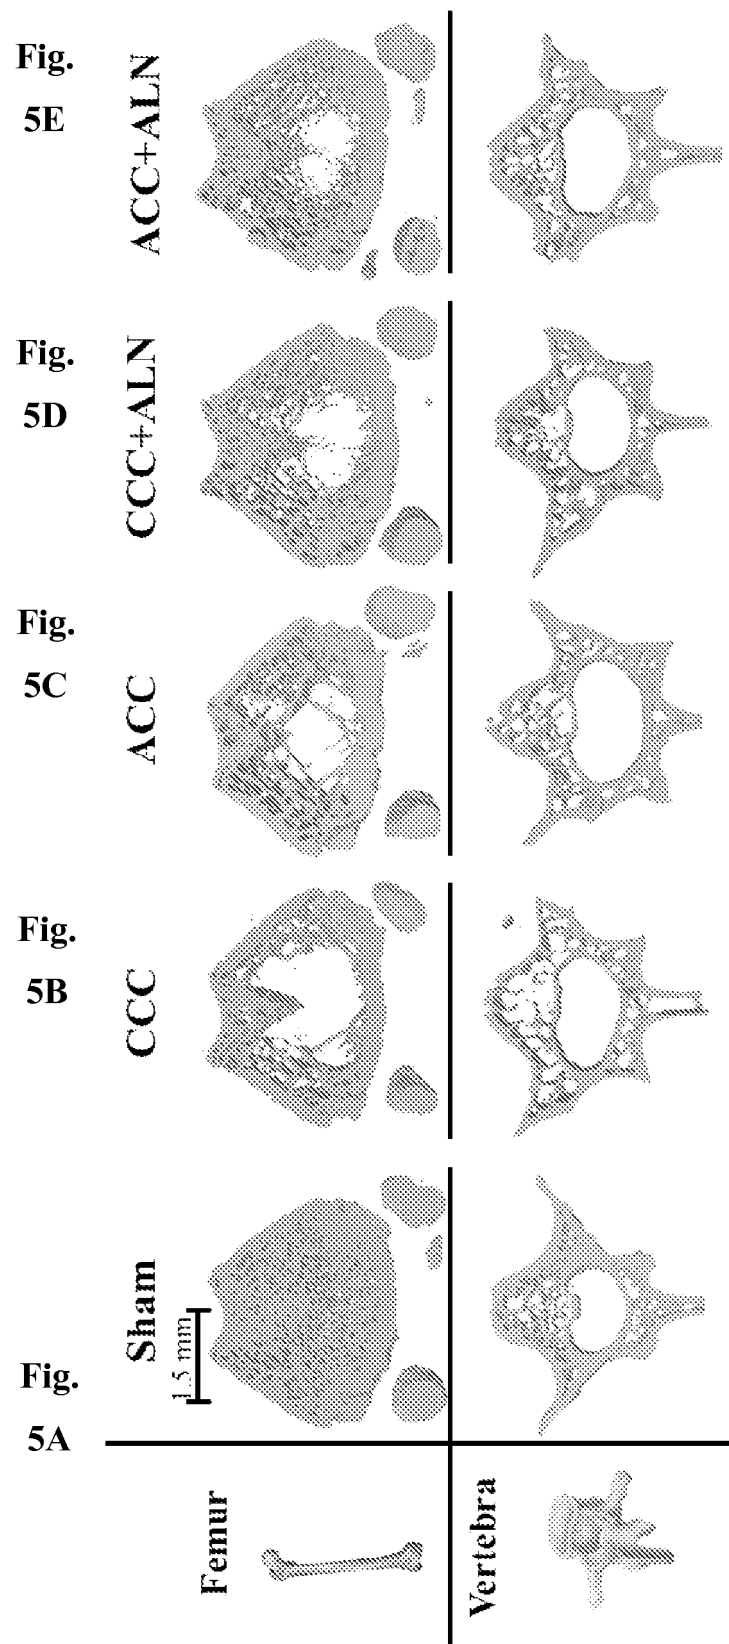 Fig.
5E
ACC+ALN
Fig.
5D
CCC+ALN
Fig.
5C
ACC
Fig.
5B
CCC
Fig.
5A
Sham
1.5 mm
Femur
Vertebra